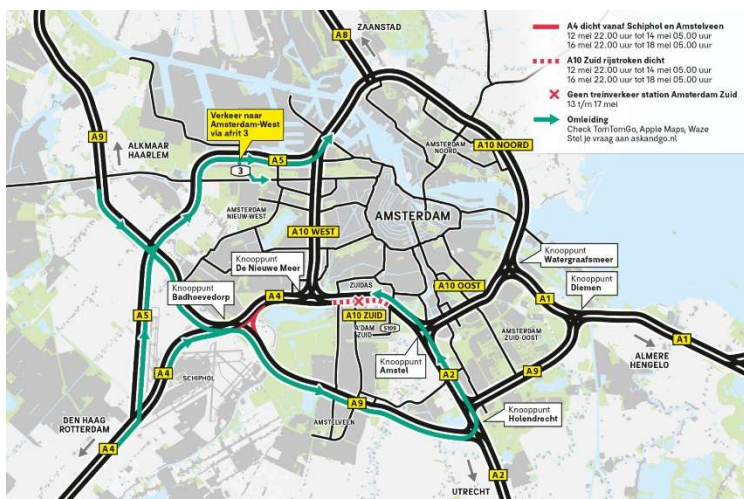 A4 dicht vanaf Schiphol en Amstelveen
12 mei 22.00 uur tot 14 mei 05.00 uur
16 mei 22.00 uur tot 18 mei 05.00 uur
A10 Zuid rijstroken dicht
12 mei 22.00 uur tot 14 mei 05.00 uur
16 mei 22.00 uur tot 18 mei 05.00 uur
Geen treinverkeer station Amsterdam Zuid
13 t/m 17 mei
Omleiding
Check TomTomGo, Apple Maps, Waze
Stel je vraag aan askandgo.nl
ZAANSTAD
A8
Verkeer naar
Amsterdam-West
via afrit 3
A9
ALKMAAR
HAARLEM
A5
3
AMSTERDAM
NOORD
A10 NOORD
AMSTERDAM
NIEUW-WEST
AMSTERDAM
A10 WEST
Knooppunt
De Nieuwe Meer
Knooppunt
Badhoevedorp
Knooppunt
Watergraafsmeer
Knooppunt
Diemen
A4
ZUIDAS
A10 OOST
A1
A10 ZUID
A'DAM
ZUID
S109
A5
Knooppunt
Amstel
AMSTERDAM
ZUID-OOST
A1
ALMERE
HENGELO
A4
SCHIPHOL
A2
A9
DEN HAAG
ROTTERDAM
A4
A9
AMSTELVEEN
Knooppunt
Holendrecht
A2
UTRECHT